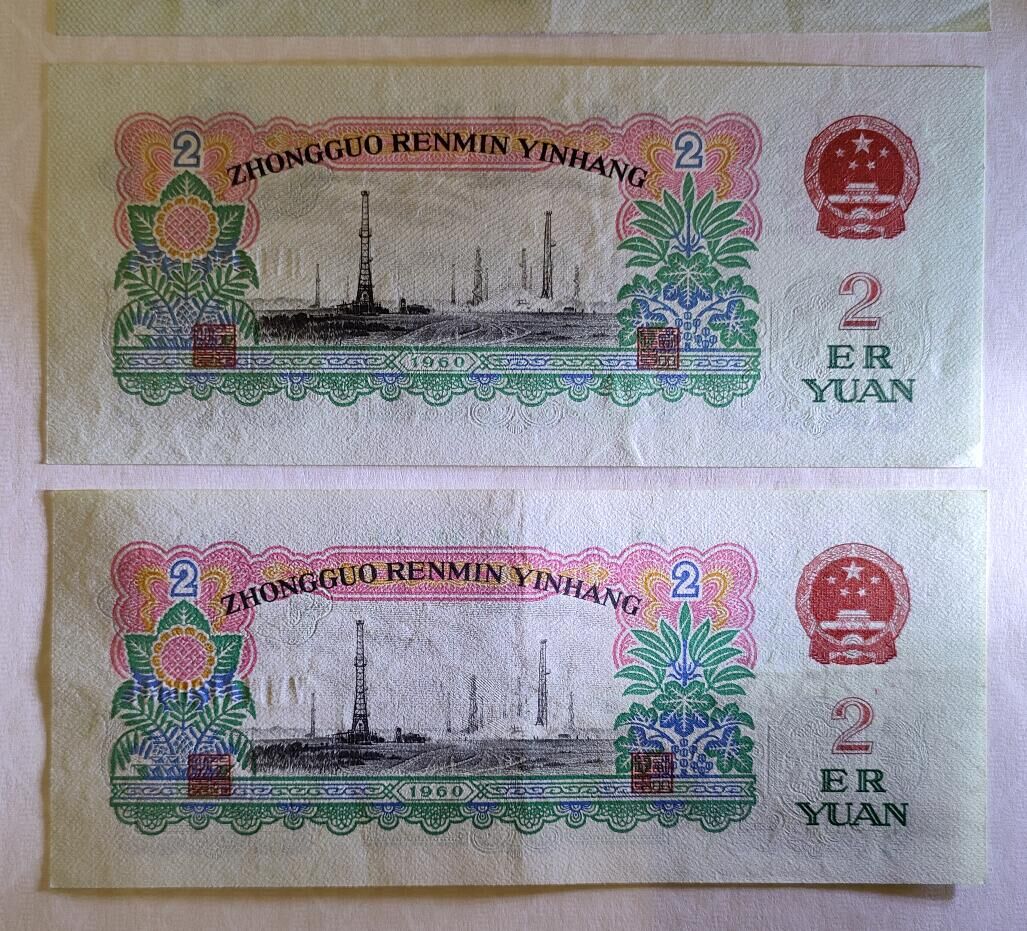 2 ZHONGGUO RENMIN YINHANG 2
2
ER
YUAN
1960
2 ZHONGGUO RENMIN YINHANG 2
2
ER
YUAN
1960